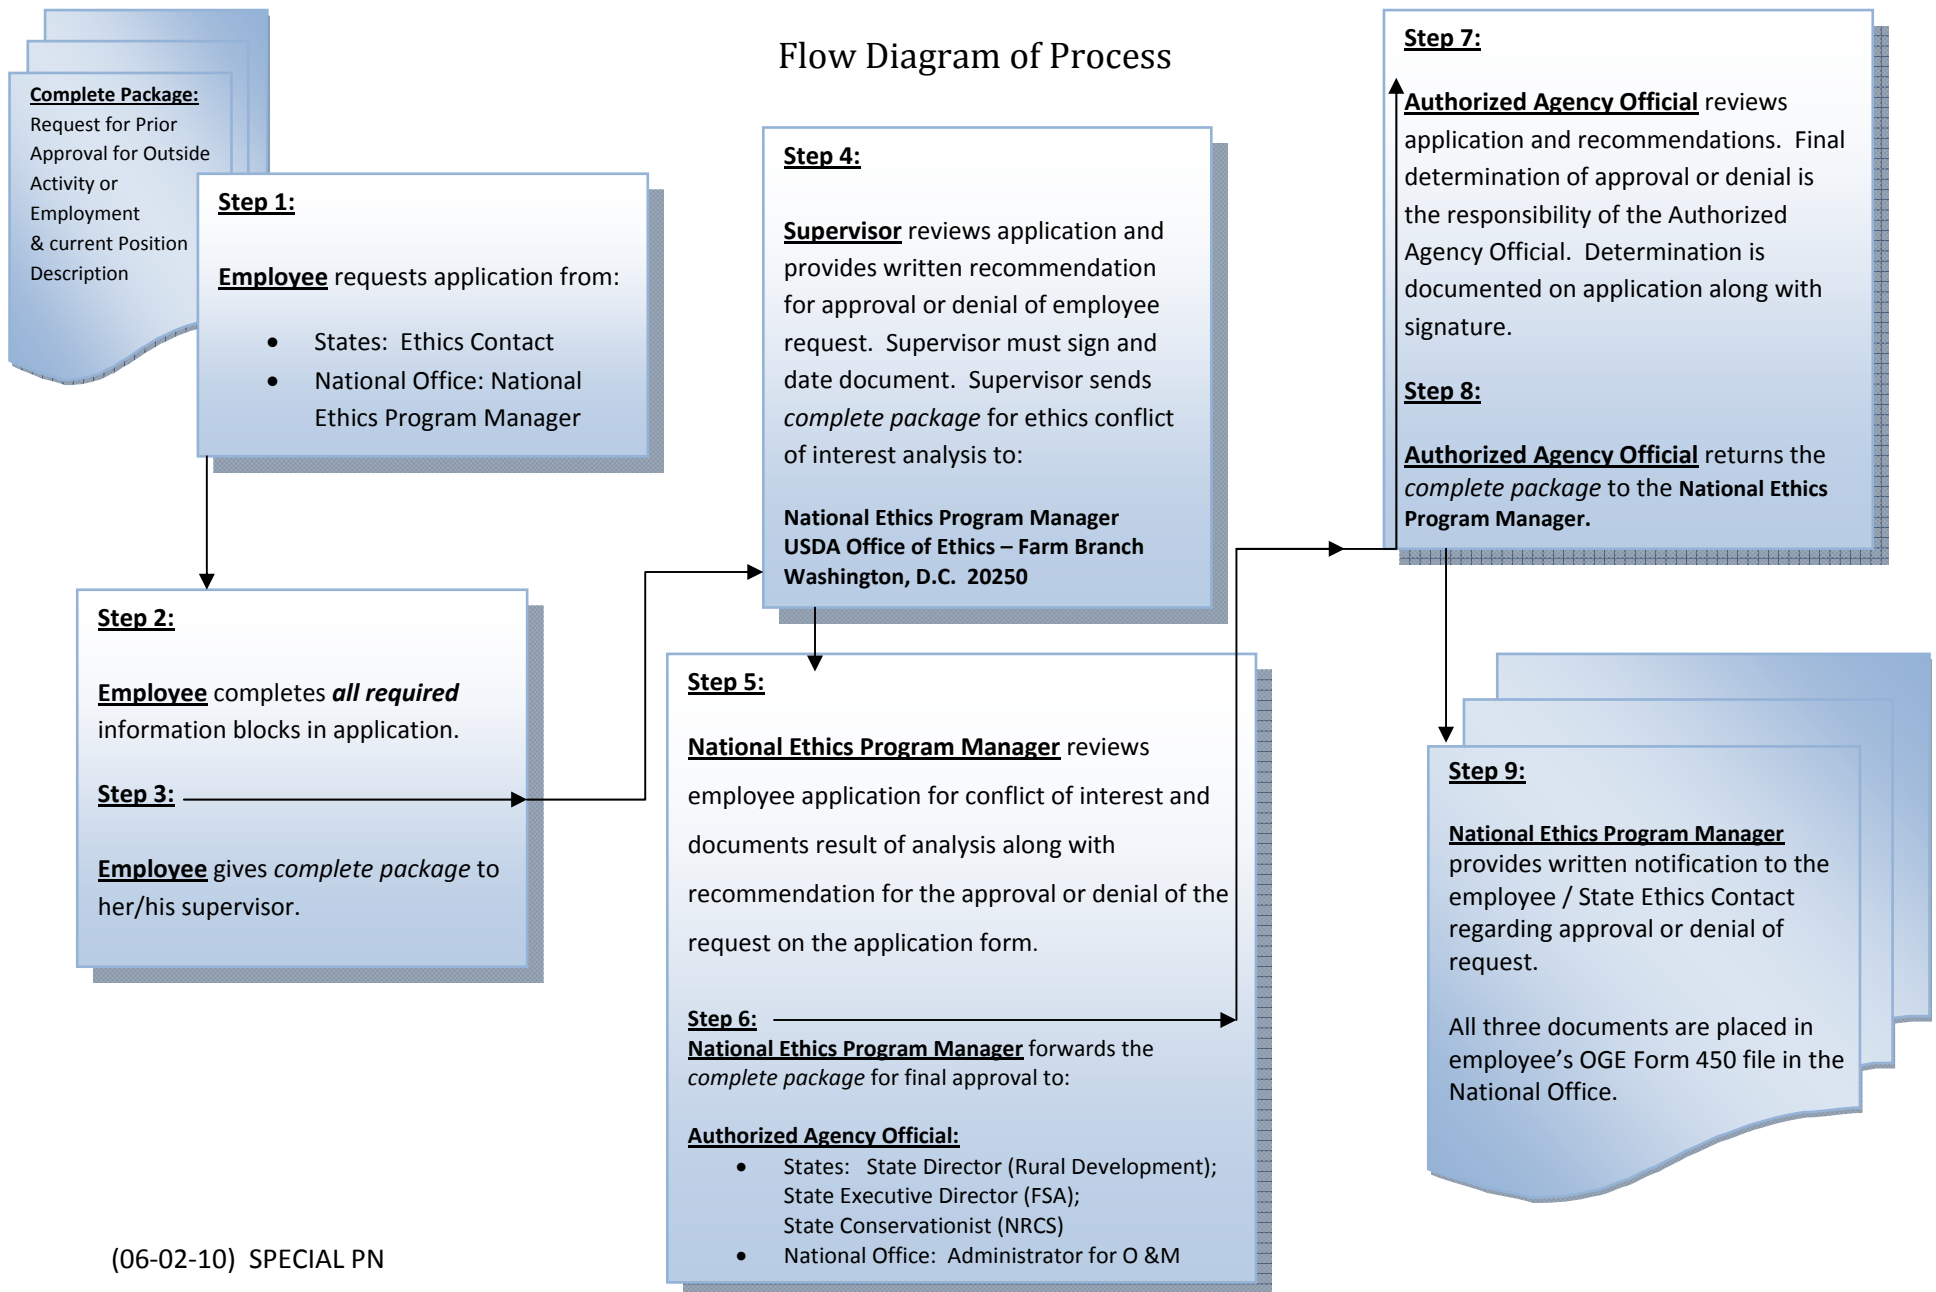 Flow Diagram of Process
Complete Package:
Request for Prior
Approval for Outside
Activity or
Employment
& current Position
Description
Step 1:
Employee requests application from:
• States:  Ethics Contact
• National Office: National
Ethics Program Manager
Step 2:
Employee completes all required
information blocks in application.
Step 3:
Employee gives complete package to
her/his supervisor.
Step 4:
Supervisor reviews application and
provides written recommendation
for approval or denial of employee
request.  Supervisor must sign and
date document.  Supervisor sends
complete package for ethics conflict
of interest analysis to:
National Ethics Program Manager
USDA Office of Ethics – Farm Branch
Washington, D.C.  20250
Step 5:
National Ethics Program Manager reviews
employee application for conflict of interest and
documents result of analysis along with
recommendation for the approval or denial of the
request on the application form.
Step 6:
National Ethics Program Manager forwards the
complete package for final approval to:
Authorized Agency Official:
• States:   State Director (Rural Development);
State Executive Director (FSA);
State Conservationist (NRCS)
• National Office:  Administrator for O &M
Step 7:
Authorized Agency Official reviews
application and recommendations.  Final
determination of approval or denial is
the responsibility of the Authorized
Agency Official.  Determination is
documented on application along with
signature.
Step 8:
Authorized Agency Official returns the
complete package to the National Ethics
Program Manager.
Step 9:
National Ethics Program Manager
provides written notification to the
employee / State Ethics Contact
regarding approval or denial of
request.
All three documents are placed in
employee’s OGE Form 450 file in the
National Office.
(06-02-10)  SPECIAL PN